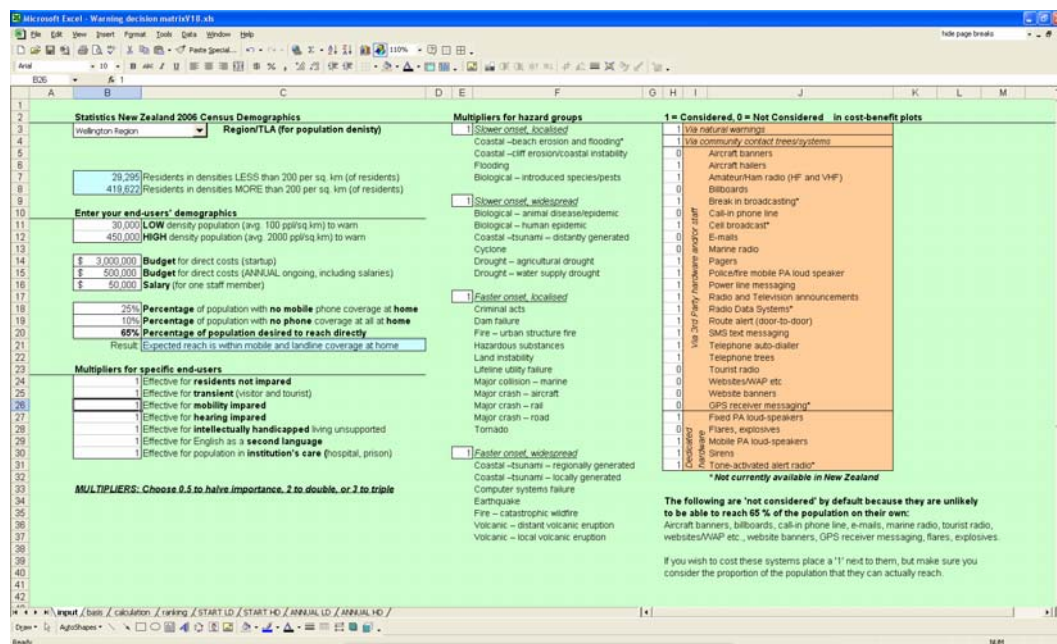 Microsoft Excel - Warning decision matrixV10.xls
File Edit View Insert Format Tools Data Window Help
hide page breaks
Paste Special...
110%
Arial 10
B26 fx 1
A B C D E F G H I J K L M
Statistics New Zealand 2006 Census Demographics
Wellington Region
Region/TLA (for population denisty)
29,295 Residents in densities LESS than 200 per sq. km (of residents)
419,622 Residents in densities MORE than 200 per sq. km (of residents)
Enter your end-users' demographics
30,000 LOW density population (avg. 100 ppl/sq.km) to warn
450,000 HIGH density population (avg. 2000 ppl/sq.km) to warn
$ 3,000,000 Budget for direct costs (startup)
$ 500,000 Budget for direct costs (ANNUAL ongoing, including salaries)
$ 50,000 Salary (for one staff member)
25% Percentage of population with no mobile phone coverage at home
10% Percentage of population with no phone coverage at all at home
65% Percentage of population desired to reach directly
Result: Expected reach is within mobile and landline coverage at home
Multipliers for specific end-users
1 Effective for residents not impared
1 Effective for transient (visitor and tourist)
1 Effective for mobility impared
1 Effective for hearing impared
1 Effective for intellectually handicapped living unsupported
1 Effective for English as a second language
1 Effective for population in institution's care (hospital, prison)
MULTIPLIERS: Choose 0.5 to halve importance, 2 to double, or 3 to triple
Multipliers for hazard groups
1 Slower onset, localised
Coastal –beach erosion and flooding*
Coastal –cliff erosion/coastal instability
Flooding
Biological – introduced species/pests
1 Slower onset, widespread
Biological – animal disease/epidemic
Biological – human epidemic
Coastal –tsunami – distantly generated
Cyclone
Drought – agricultural drought
Drought – water supply drought
1 Faster onset, localised
Criminal acts
Dam failure
Fire – urban structure fire
Hazardous substances
Land instability
Lifeline utility failure
Major collision – marine
Major crash – aircraft
Major crash – rail
Major crash – road
Tornado
1 Faster onset, widespread
Coastal –tsunami – regionally generated
Coastal –tsunami – locally generated
Computer systems failure
Earthquake
Fire – catastrophic wildfire
Volcanic – distant volcanic eruption
Volcanic – local volcanic eruption
1 = Considered, 0 = Not Considered in cost-benefit plots
1 Via natural warnings
1 Via community contact trees/systems
Via 3rd Party hardware and/or staff
0 Aircraft banners
1 Aircraft hailers
1 Amateur/Ham radio (HF and VHF)
0 Billboards
1 Break in broadcasting*
0 Call-in phone line
1 Cell broadcast*
0 E-mails
0 Marine radio
1 Pagers
1 Police/fire mobile PA loud speaker
1 Power line messaging
1 Radio and Television announcements
1 Radio Data Systems*
1 Route alert (door-to-door)
1 SMS text messaging
1 Telephone auto-dialler
1 Telephone trees
0 Tourist radio
0 Websites/WAP etc
0 Website banners
0 GPS receiver messaging*
Dedicated hardware
1 Fixed PA loud-speakers
0 Flares, explosives
1 Mobile PA loud-speakers
1 Sirens
1 Tone-activated alert radio*
* Not currently available in New Zealand
The following are 'not considered' by default because they are unlikely
to be able to reach 65 % of the population on their own:
Aircraft banners, billboards, call-in phone line, e-mails, marine radio, tourist radio,
websites/WAP etc., website banners, GPS receiver messaging, flares, explosives.
If you wish to cost these systems place a '1' next to them, but make sure you
consider the proportion of the population that they can actually reach.
input / basis / calculation / ranking / START LD / START HD / ANNUAL LD / ANNUAL HD /
Draw AutoShapes
Ready
NUM